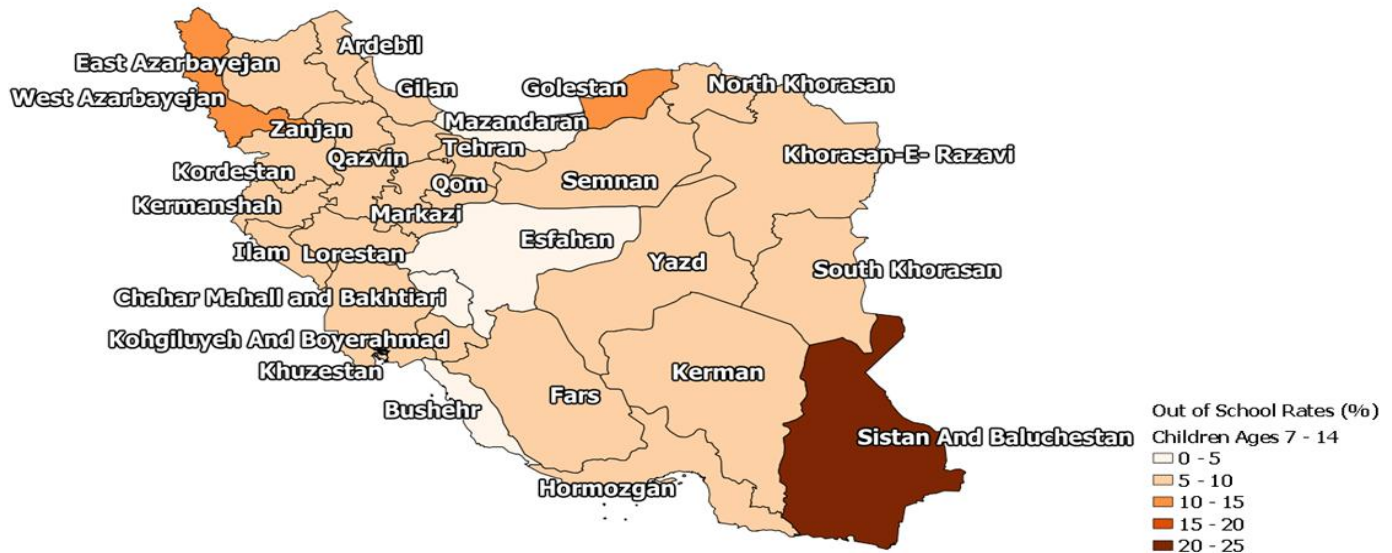 Ardebil
East Azarbayejan
Gilan
Golestan
North Khorasan
West Azarbayejan
Mazandaran
Zanjan
Tehran
Qazvin
Khorasan-E- Razavi
Kordestan
Qom
Semnan
Kermanshah
Markazi
Esfahan
Ilam
Lorestan
Yazd
South Khorasan
Chahar Mahall and Bakhtiari
Kohgiluyeh And Boyerahmad
Khuzestan
Kerman
Fars
Bushehr
Sistan And Baluchestan
Hormozgan
Out of School Rates (%)
Children Ages 7 - 14
0 - 5
5 - 10
10 - 15
15 - 20
20 - 25